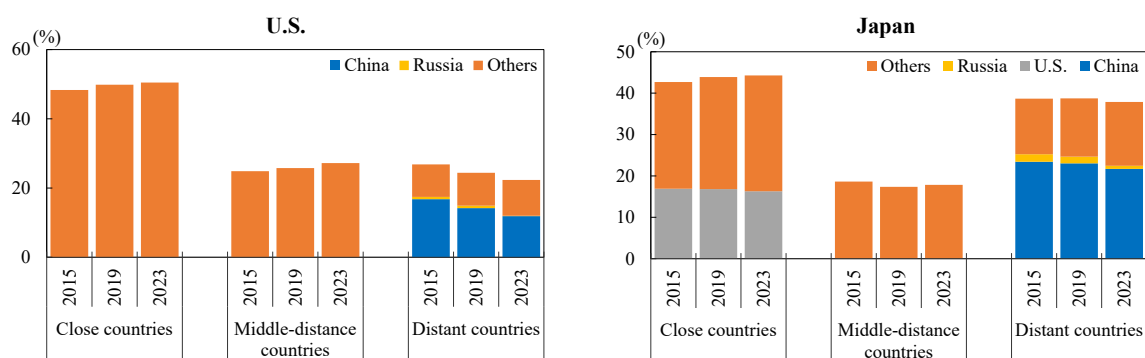 U.S.
(%)
60
40
20
0
China
Russia
Others
2015
2019
2023
2015
2019
2023
2015
2019
2023
Close countries
Middle-distance
countries
Distant countries
Japan
(%)
50
40
30
20
10
0
Others
Russia
U.S.
China
2015
2019
2023
2015
2019
2023
2015
2019
2023
Close countries
Middle-distance
countries
Distant countries